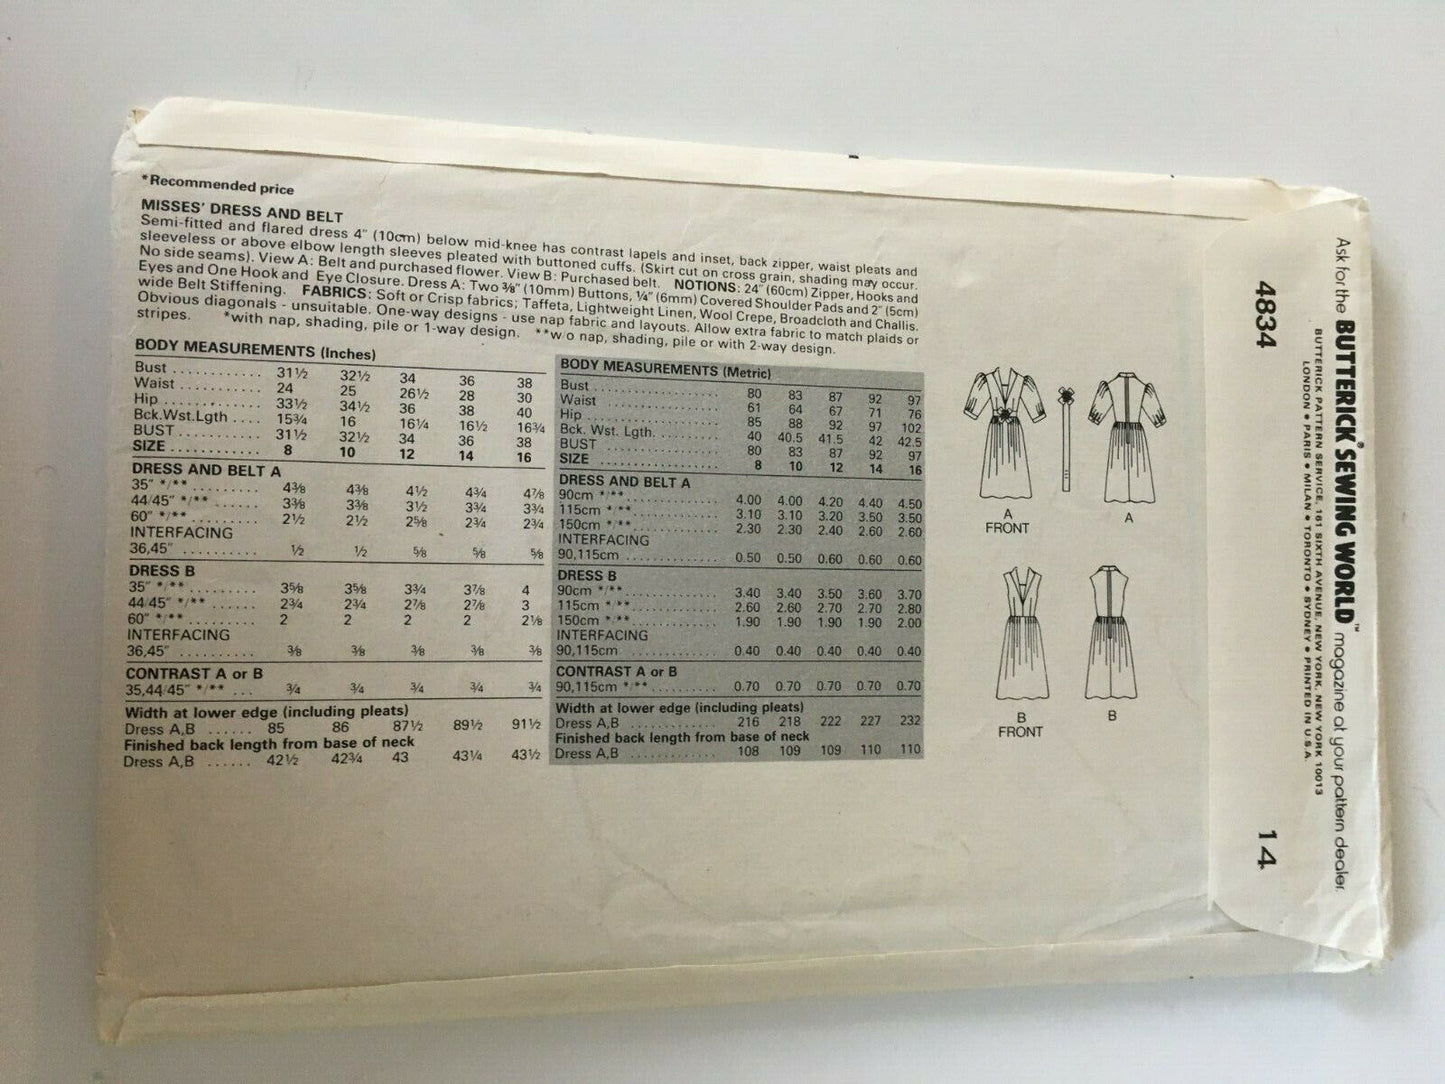 *Recommended price
MISSES' DRESS AND BELT
Semi-fitted and flared dress 4" (10cm) below mid-knee has contrast lapels and inset, back zipper, waist pleats and
sleeveless or above elbow length sleeves pleated with buttoned cuffs. (Skirt cut on cross grain, shading may occur.
No side seams). View A: Belt and purchased flower. View B: Purchased belt. NOTIONS: 24" (60cm) Zipper, Hooks and
Eyes and One Hook and Eye Closure. Dress A: Two 3/8" (10mm) Buttons, ¼" (6mm) Covered Shoulder Pads and 2" (5cm)
wide Belt Stiffening. FABRICS: Soft or Crisp fabrics; Taffeta, Lightweight Linen, Wool Crepe, Broadcloth and Challis.
Obvious diagonals - unsuitable. One-way designs - use nap fabric and layouts. Allow extra fabric to match plaids or
stripes. *with nap, shading, pile or 1-way design. **w/o nap, shading, pile or with 2-way design.
BODY MEASUREMENTS (Inches)
Bust ............ 31½ 32½ 34 36 38
Waist ........... 24 25 26½ 28 30
Hip ............. 33½ 34½ 36 38 40
Bck.Wst.Lgth .... 15¾ 16 16¼ 16½ 16¾
BUST ............ 31½ 32½ 34 36 38
SIZE ............ 8 10 12 14 16
DRESS AND BELT A
35" */** ......... 4⅜ 4⅜ 4½ 4¾ 4⅞
44/45" */** ...... 3⅜ 3⅜ 3½ 3¾ 3¾
60" */** ......... 2½ 2½ 2⅝ 2¾ 2¾
INTERFACING
36,45" .......... ½ ½ ⅝ ⅝ ⅝
DRESS B
35" */** ......... 3⅝ 3⅝ 3¾ 3⅞ 4
44/45" */** ...... 2¾ 2¾ 2⅞ 2⅞ 3
60" */** ......... 2 2 2 2 2⅛
INTERFACING
36,45" .......... ⅜ ⅜ ⅜ ⅜ ⅜
CONTRAST A or B
35,44/45" */** ... ¾ ¾ ¾ ¾ ¾
Width at lower edge (including pleats)
Dress A,B ...... 85 86 87½ 89½ 91½
Finished back length from base of neck
Dress A,B ...... 42½ 42¾ 43 43¼ 43½
BODY MEASUREMENTS (Metric)
Bust ................. 80 83 87 92 97
Waist ................ 61 64 67 71 76
Hip .................. 85 88 92 97 102
Bck. Wst. Lgth. ......... 40 40.5 41.5 42 42.5
BUST ................. 80 83 87 92 97
SIZE ................. 8 10 12 14 16
DRESS AND BELT A
90cm */** ............. 4.00 4.00 4.20 4.40 4.50
115cm */** ............ 3.10 3.10 3.20 3.50 3.50
150cm */** ............ 2.30 2.30 2.40 2.60 2.60
INTERFACING
90,115cm ............. 0.50 0.50 0.60 0.60 0.60
DRESS B
90cm */** ............. 3.40 3.40 3.50 3.60 3.70
115cm */** ............ 2.60 2.60 2.70 2.70 2.80
150cm */** ............ 1.90 1.90 1.90 1.90 2.00
INTERFACING
90,115cm ............. 0.40 0.40 0.40 0.40 0.40
CONTRAST A or B
90,115cm */** .......... 0.70 0.70 0.70 0.70 0.70
Width at lower edge (including pleats)
Dress A,B ............ 216 218 222 227 232
Finished back length from base of neck
Dress A,B ............ 108 109 109 110 110
A
FRONT
A
B
FRONT
B
Ask for the BUTTERICK® SEWING WORLD™ magazine at your pattern dealer.
BUTTERICK PATTERN SERVICE, 161 SIXTH AVENUE, NEW YORK, NEW YORK 10013
LONDON • PARIS • MILAN • TORONTO • SYDNEY • PRINTED IN U.S.A.
4834
14